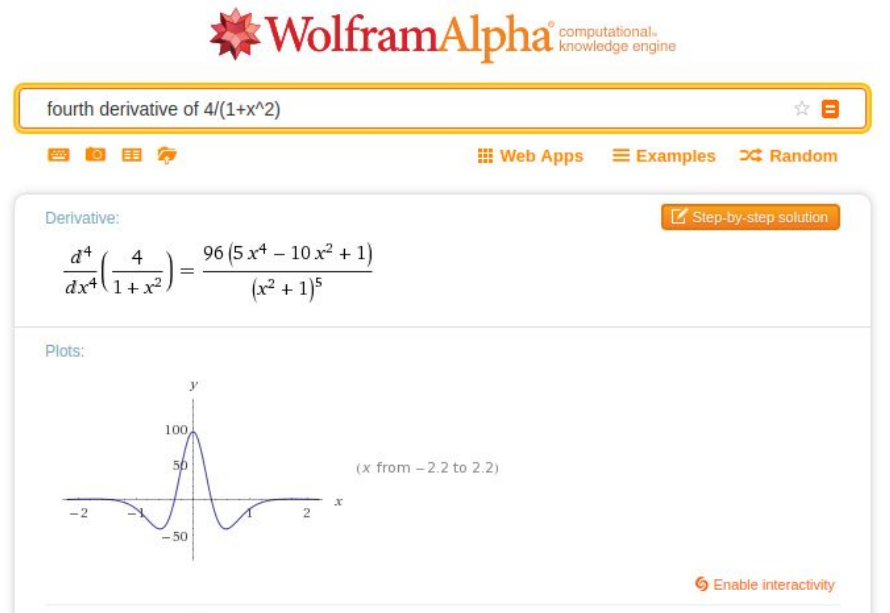 WolframAlpha computational knowledge engine
fourth derivative of 4/(1+x^2)
Web Apps Examples Random
Derivative:
Step-by-step solution
d⁴/dx⁴ (4/(1 + x²)) = 96 (5 x⁴ − 10 x² + 1)/(x² + 1)⁵
Plots:
y
100
50
(x from −2.2 to 2.2)
x
−2 −1 1 2
−50
Enable interactivity